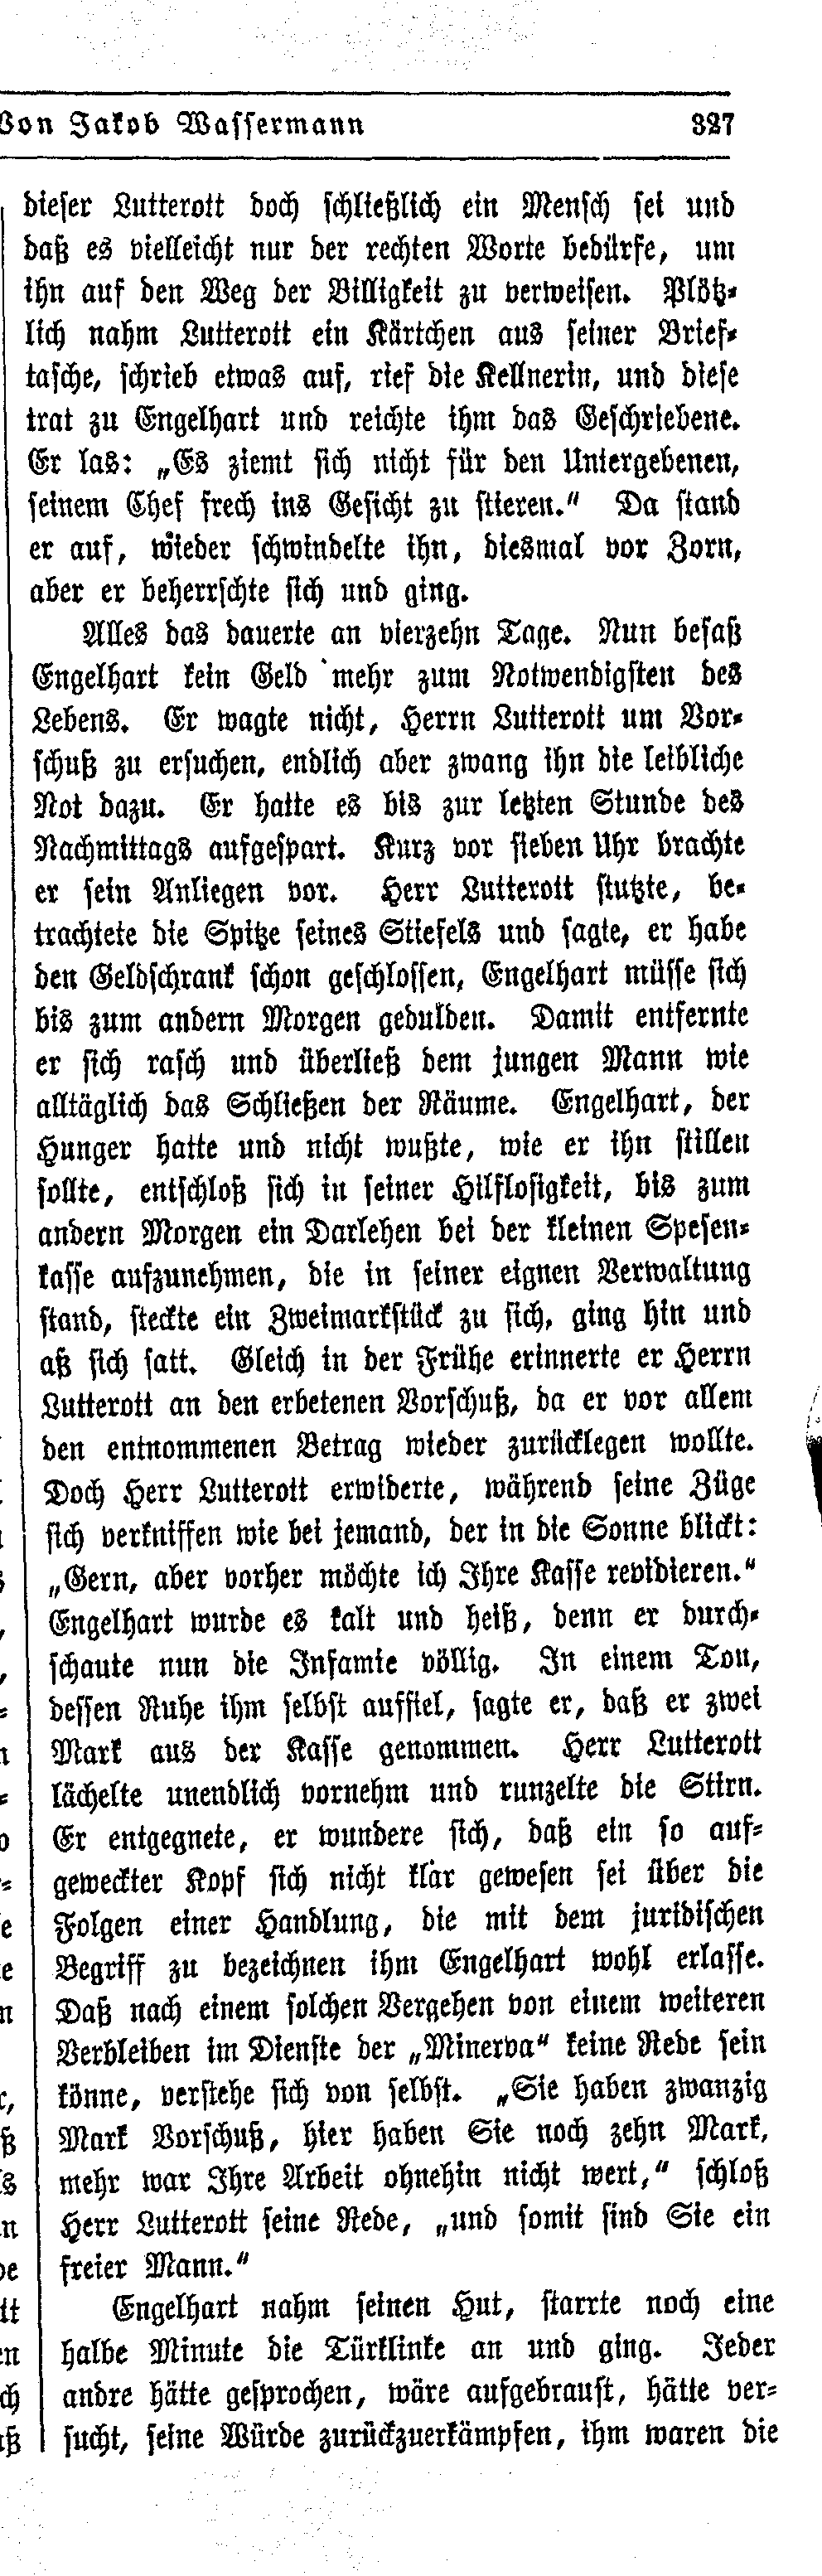 Von Jakob Wassermann 327
dieser Lutterott doch schließlich ein Mensch sei und
daß es vielleicht nur der rechten Worte bedürfe, um
ihn auf den Weg der Billigkeit zu verweisen. Plötz-
lich nahm Lutterott ein Kärtchen aus seiner Brief-
tasche, schrieb etwas auf, rief die Kellnerin, und diese
trat zu Engelhart und reichte ihm das Geschriebene.
Er las: „Es ziemt sich nicht für den Untergebenen,
seinem Chef frech ins Gesicht zu stieren.“ Da stand
er auf, wieder schwindelte ihn, diesmal vor Zorn,
aber er beherrschte sich und ging.
Alles das dauerte an vierzehn Tage. Nun besaß
Engelhart kein Geld mehr zum Notwendigsten des
Lebens. Er wagte nicht, Herrn Lutterott um Vor-
schuß zu ersuchen, endlich aber zwang ihn die leibliche
Not dazu. Er hatte es bis zur letzten Stunde des
Nachmittags aufgespart. Kurz vor sieben Uhr brachte
er sein Anliegen vor. Herr Lutterott stutzte, be-
trachtete die Spitze seines Stiefels und sagte, er habe
den Geldschrank schon geschlossen, Engelhart müsse sich
bis zum andern Morgen gedulden. Damit entfernte
er sich rasch und überließ dem jungen Mann wie
alltäglich das Schließen der Räume. Engelhart, der
Hunger hatte und nicht wußte, wie er ihn stillen
sollte, entschloß sich in seiner Hilflosigkeit, bis zum
andern Morgen ein Darlehen bei der kleinen Spesen-
kasse aufzunehmen, die in seiner eignen Verwaltung
stand, steckte ein Zweimarkstück zu sich, ging hin und
aß sich satt. Gleich in der Frühe erinnerte er Herrn
Lutterott an den erbetenen Vorschuß, da er vor allem
den entnommenen Betrag wieder zurücklegen wollte.
Doch Herr Lutterott erwiderte, während seine Züge
sich verkniffen wie bei jemand, der in die Sonne blickt:
„Gern, aber vorher möchte ich Ihre Kasse revidieren.“
Engelhart wurde es kalt und heiß, denn er durch-
schaute nun die Infamie völlig. In einem Ton,
dessen Ruhe ihm selbst auffiel, sagte er, daß er zwei
Mark aus der Kasse genommen. Herr Lutterott
lächelte unendlich vornehm und runzelte die Stirn.
Er entgegnete, er wundere sich, daß ein so auf-
geweckter Kopf sich nicht klar gewesen sei über die
Folgen einer Handlung, die mit dem juridischen
Begriff zu bezeichnen ihm Engelhart wohl erlasse.
Daß nach einem solchen Vergehen von einem weiteren
Verbleiben im Dienste der „Minerva“ keine Rede sein
könne, verstehe sich von selbst. „Sie haben zwanzig
Mark Vorschuß, hier haben Sie noch zehn Mark,
mehr war Ihre Arbeit ohnehin nicht wert,“ schloß
Herr Lutterott seine Rede, „und somit sind Sie ein
freier Mann.“
Engelhart nahm seinen Hut, starrte noch eine
halbe Minute die Türklinke an und ging. Jeder
andre hätte gesprochen, wäre aufgebraust, hätte ver-
sucht, seine Würde zurückzuerkämpfen, ihm waren die